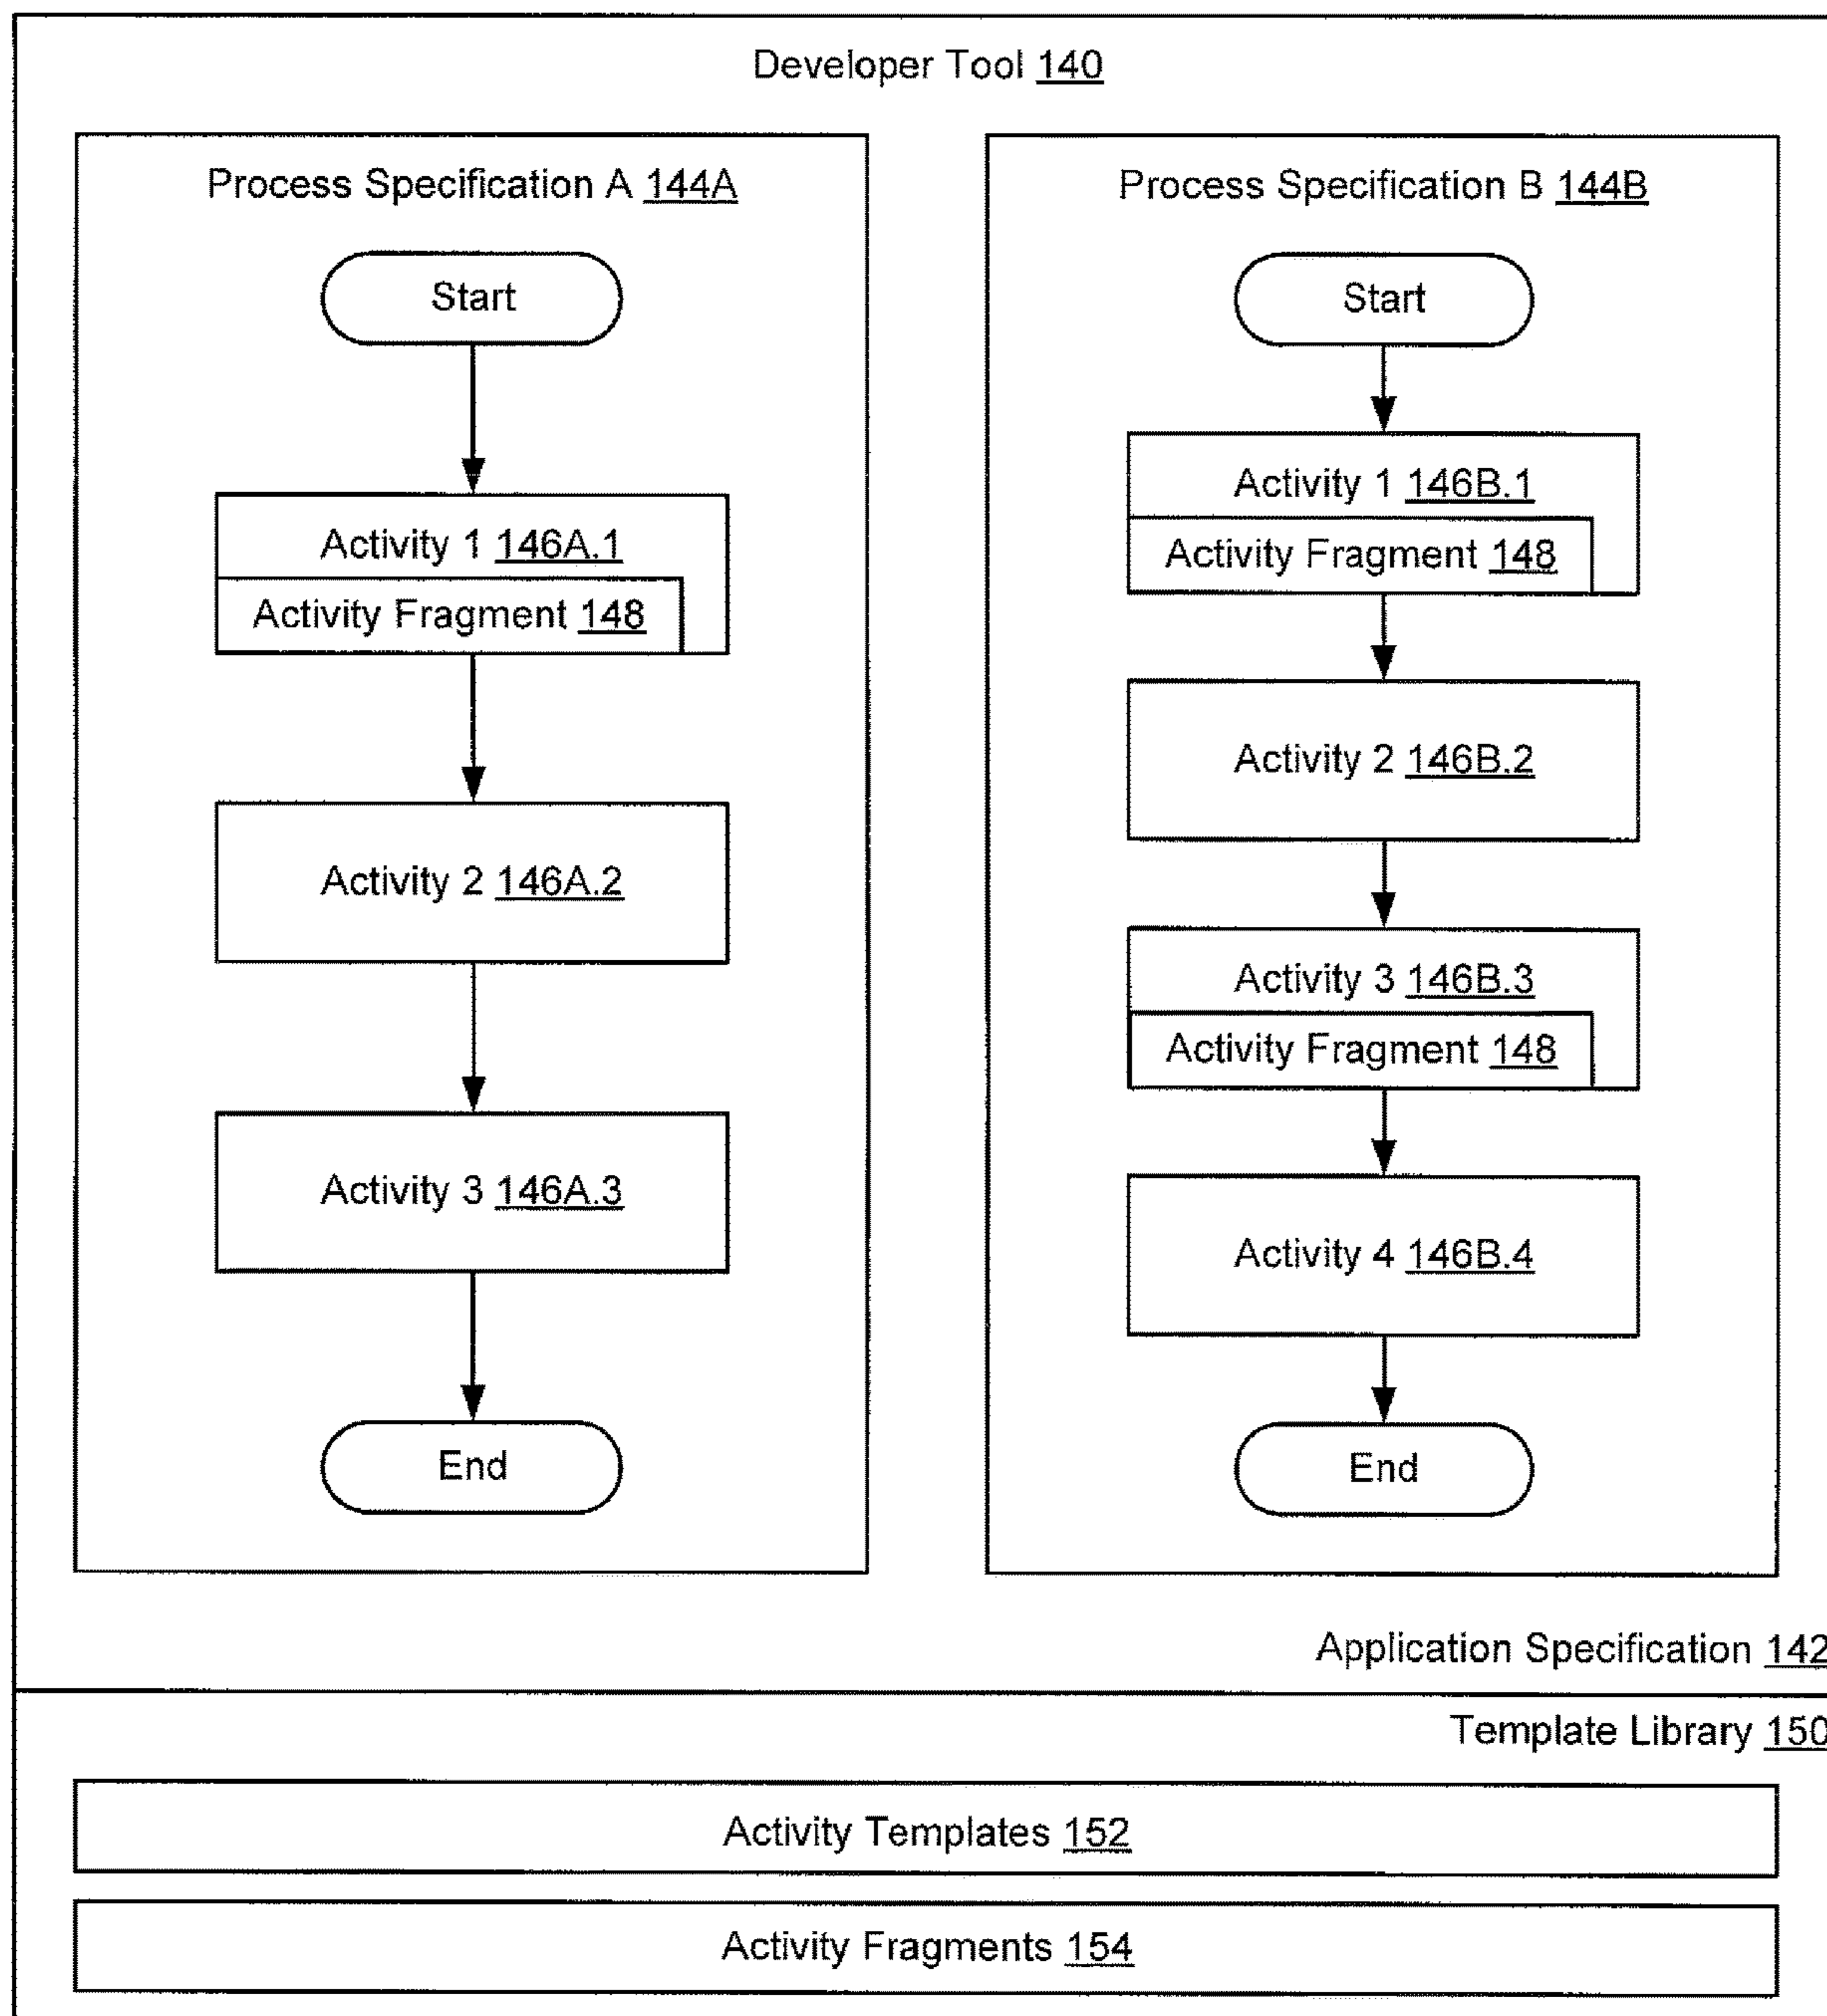 Developer Tool 140
Process Specification A 144A
Start
Activity 1 146A.1
Activity Fragment 148
Activity 2 146A.2
Activity 3 146A.3
End
Process Specification B 144B
Start
Activity 1 146B.1
Activity Fragment 148
Activity 2 146B.2
Activity 3 146B.3
Activity Fragment 148
Activity 4 146B.4
End
Application Specification 142
Template Library 150
Activity Templates 152
Activity Fragments 154